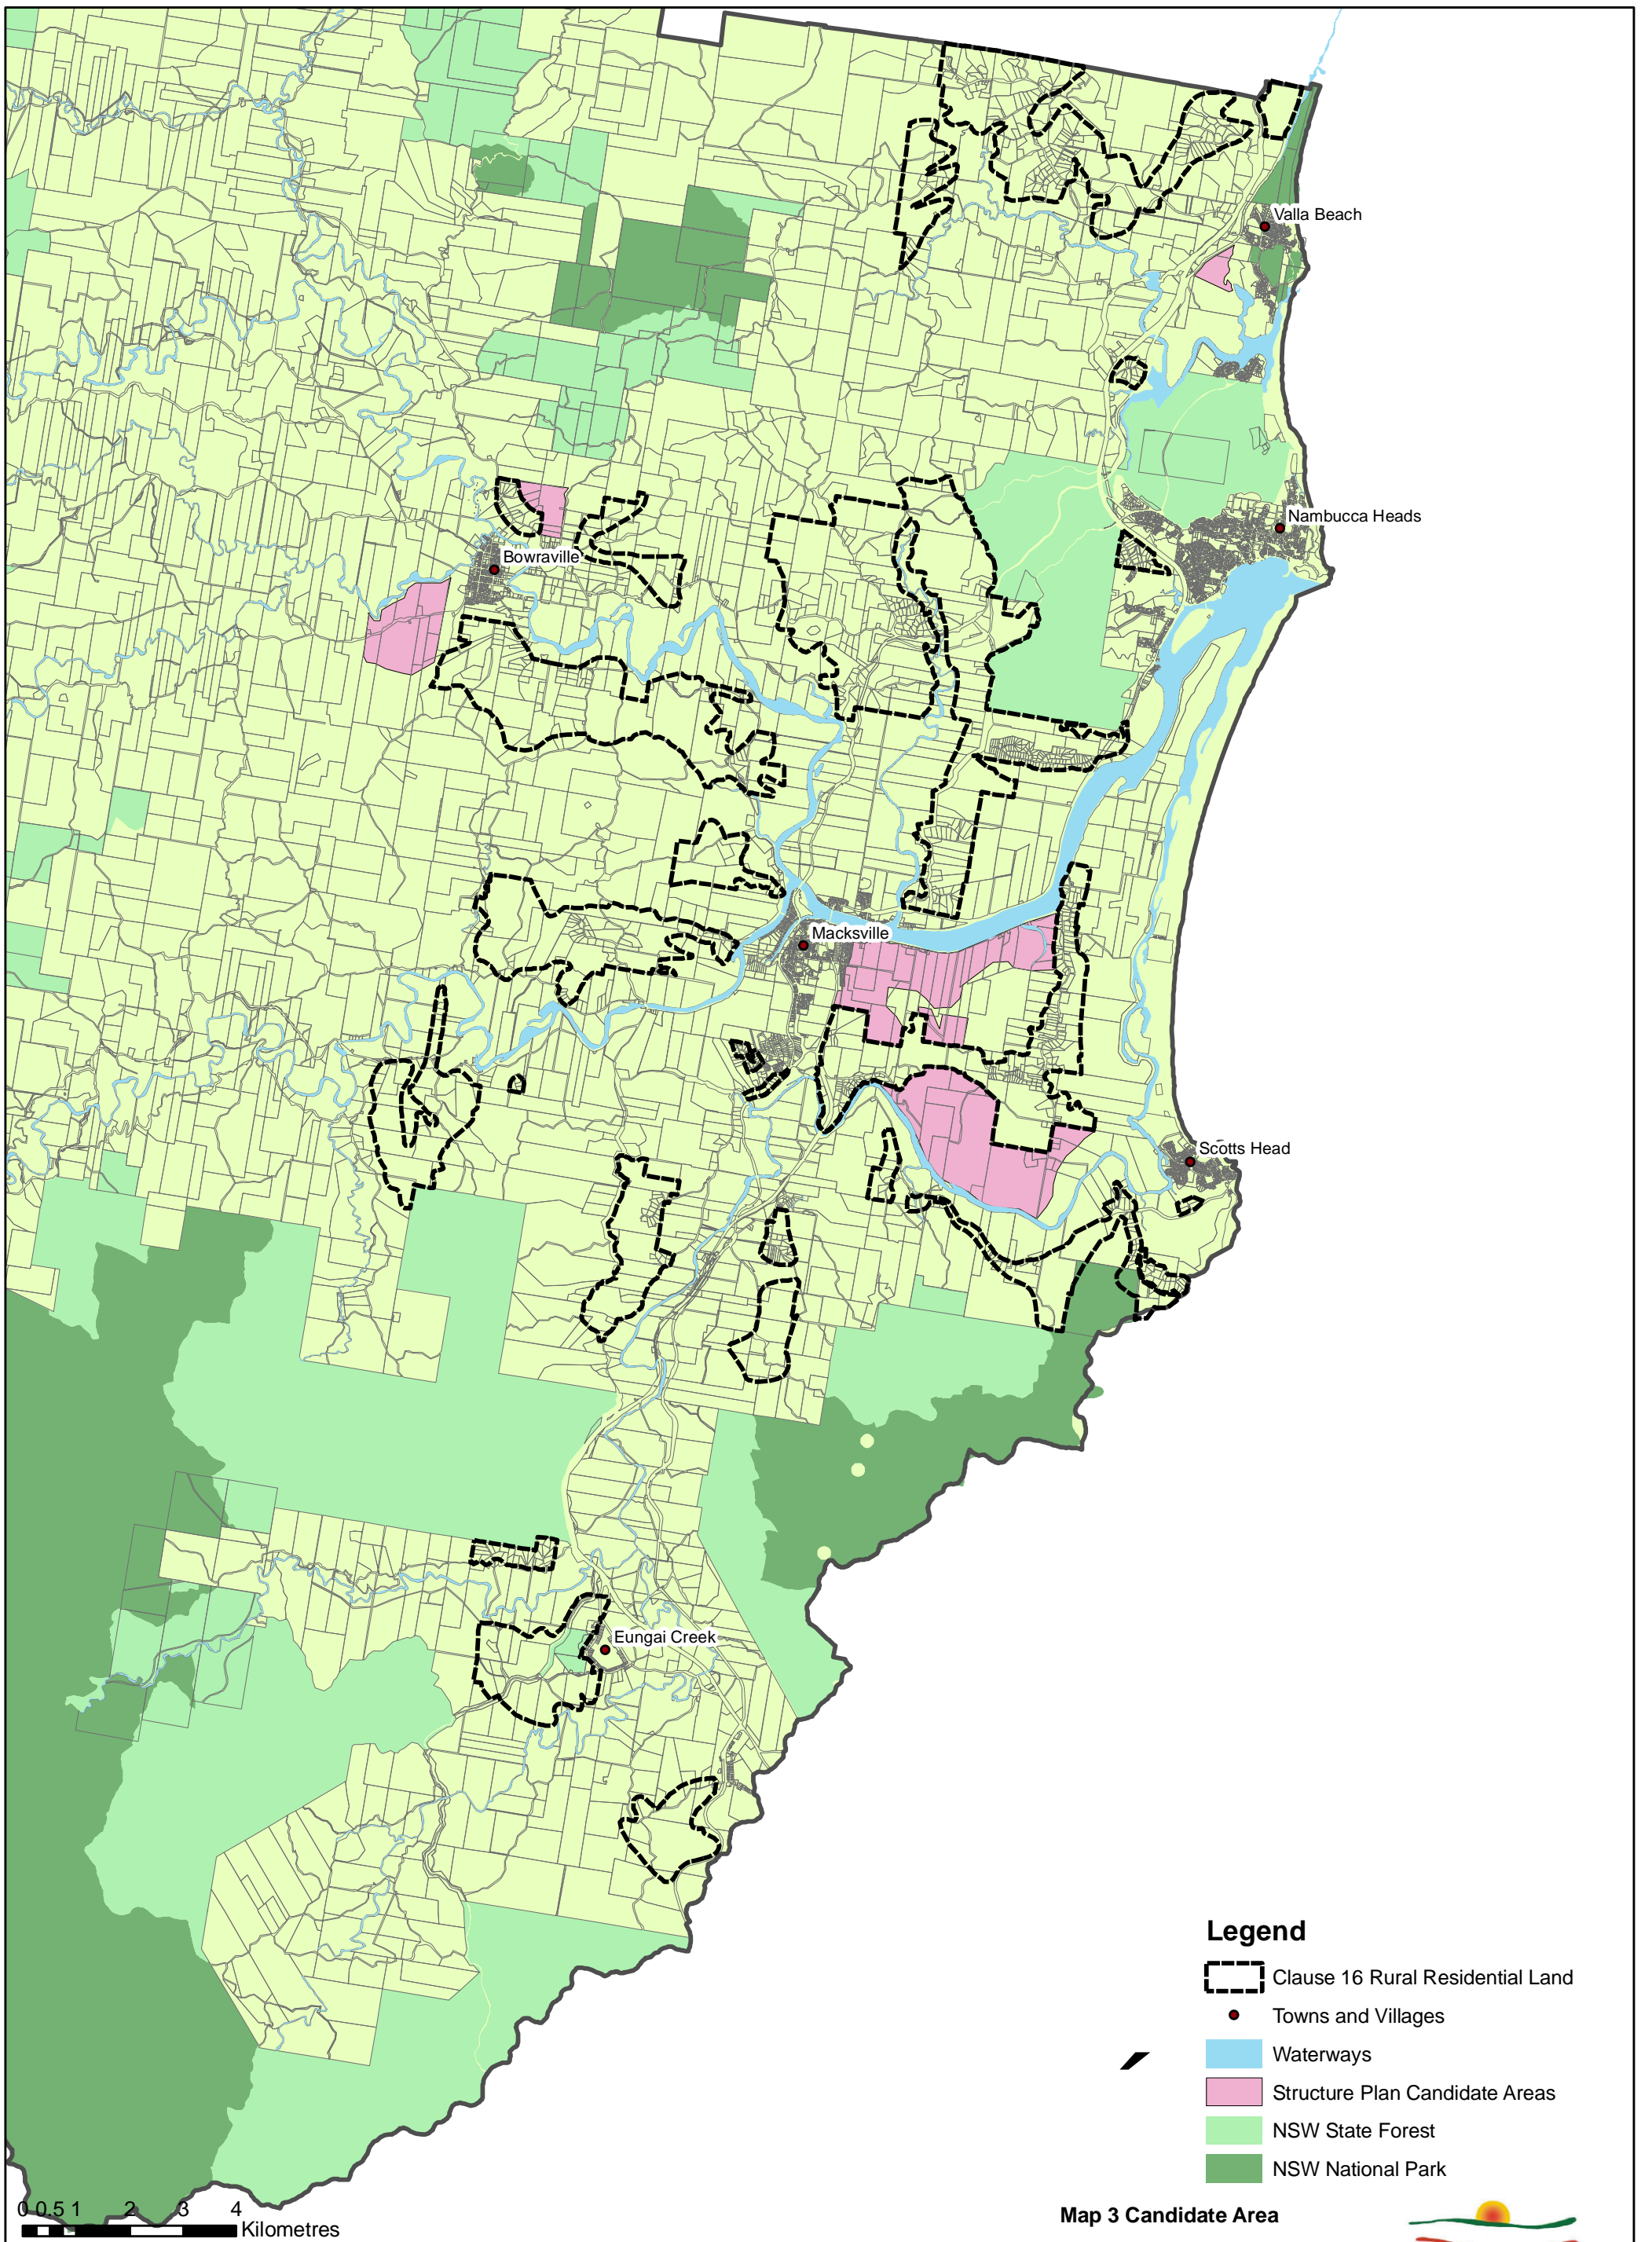 Valla Beach
Nambucca Heads
Bowraville
Macksville
Scotts Head
Eungai Creek
Legend
Clause 16 Rural Residential Land
Towns and Villages
Waterways
Structure Plan Candidate Areas
NSW State Forest
NSW National Park
0 0.5 1 2 3 4
Kilometres
Map 3 Candidate Area